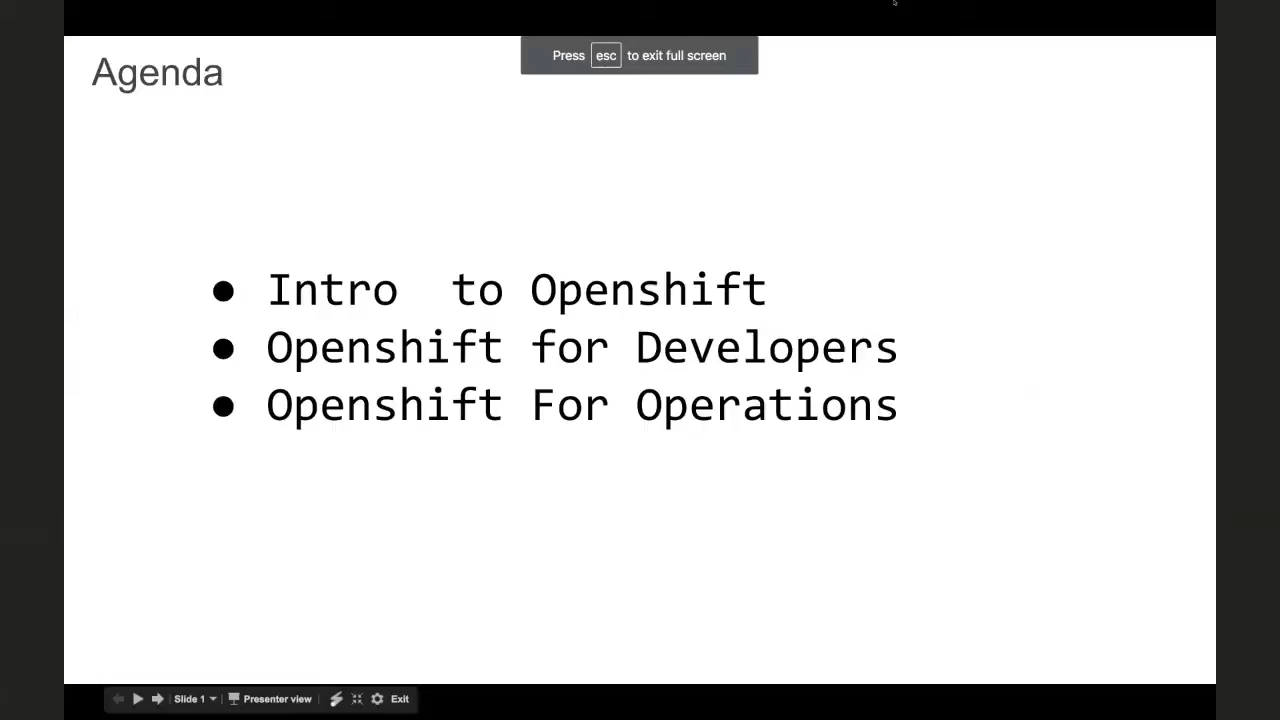 Press esc to exit full screen
Agenda
● Intro  to Openshift
● Openshift for Developers
● Openshift For Operations
Slide 1 Presenter view Exit